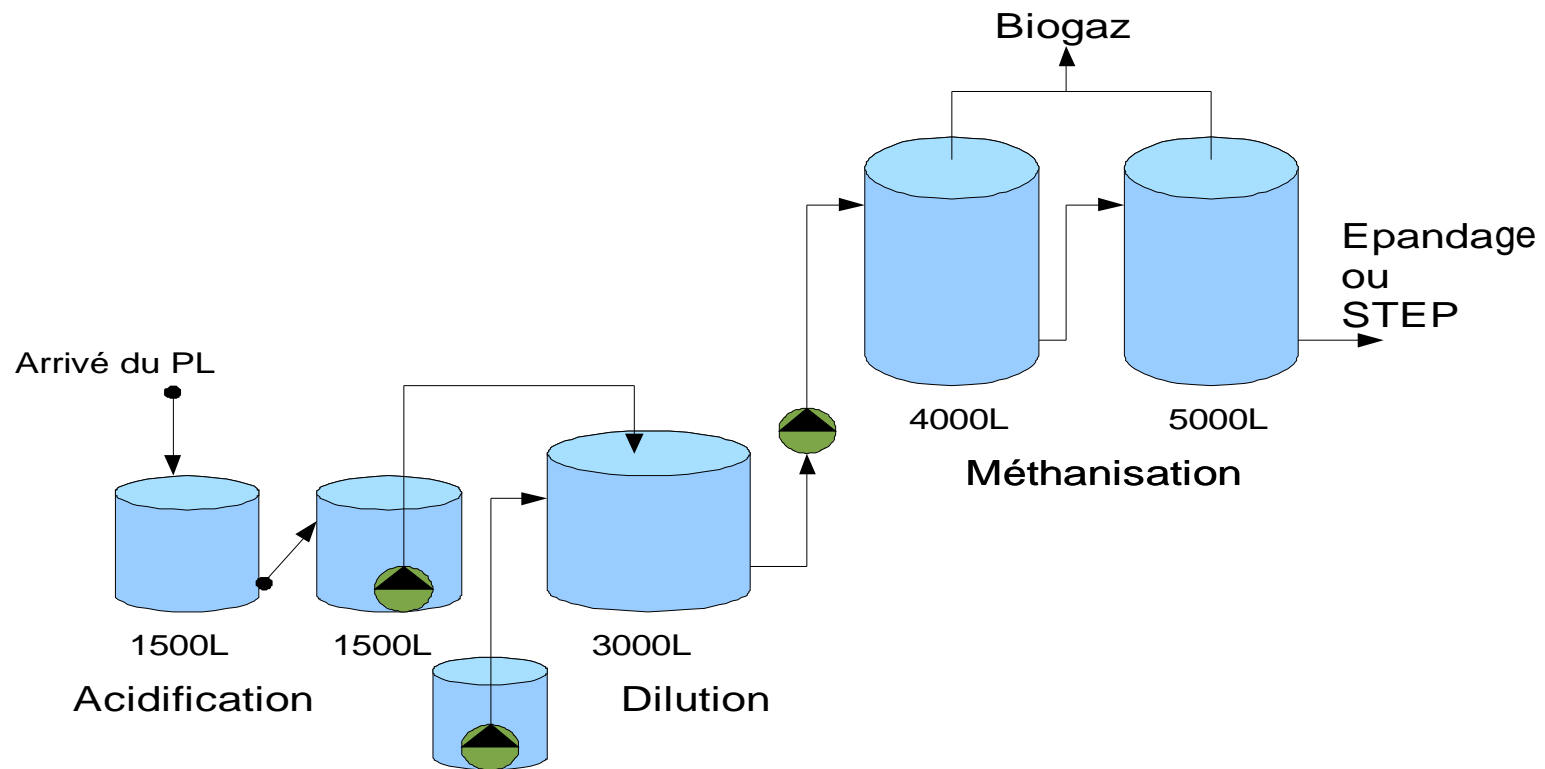 Biogaz
Epandage
ou
STEP
Arrivé du PL
4000L
5000L
Méthanisation
1500L
1500L
3000L
Acidification
Dilution